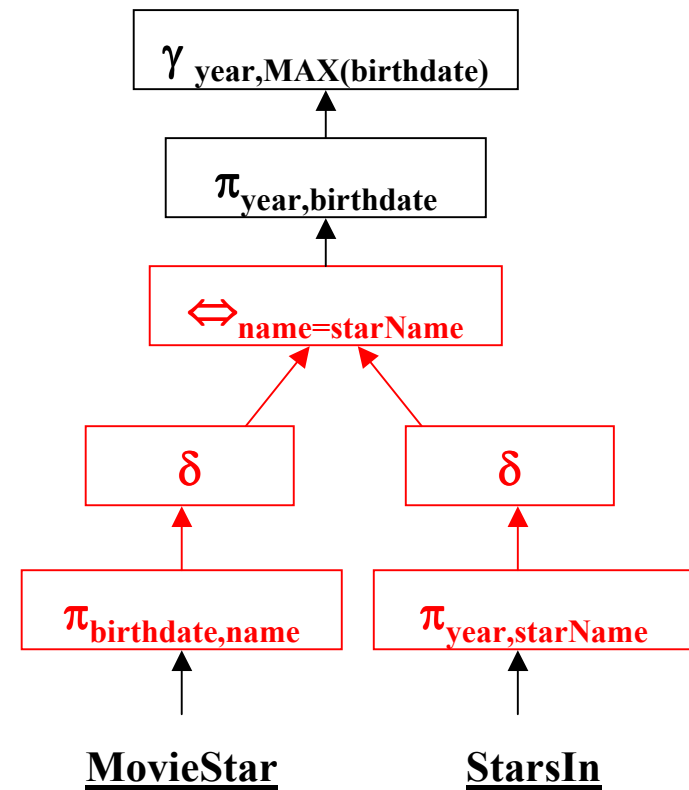 γ year,MAX(birthdate)
π year,birthdate
⇔ name=starName
δ δ
π birthdate,name π year,starName
MovieStar StarsIn